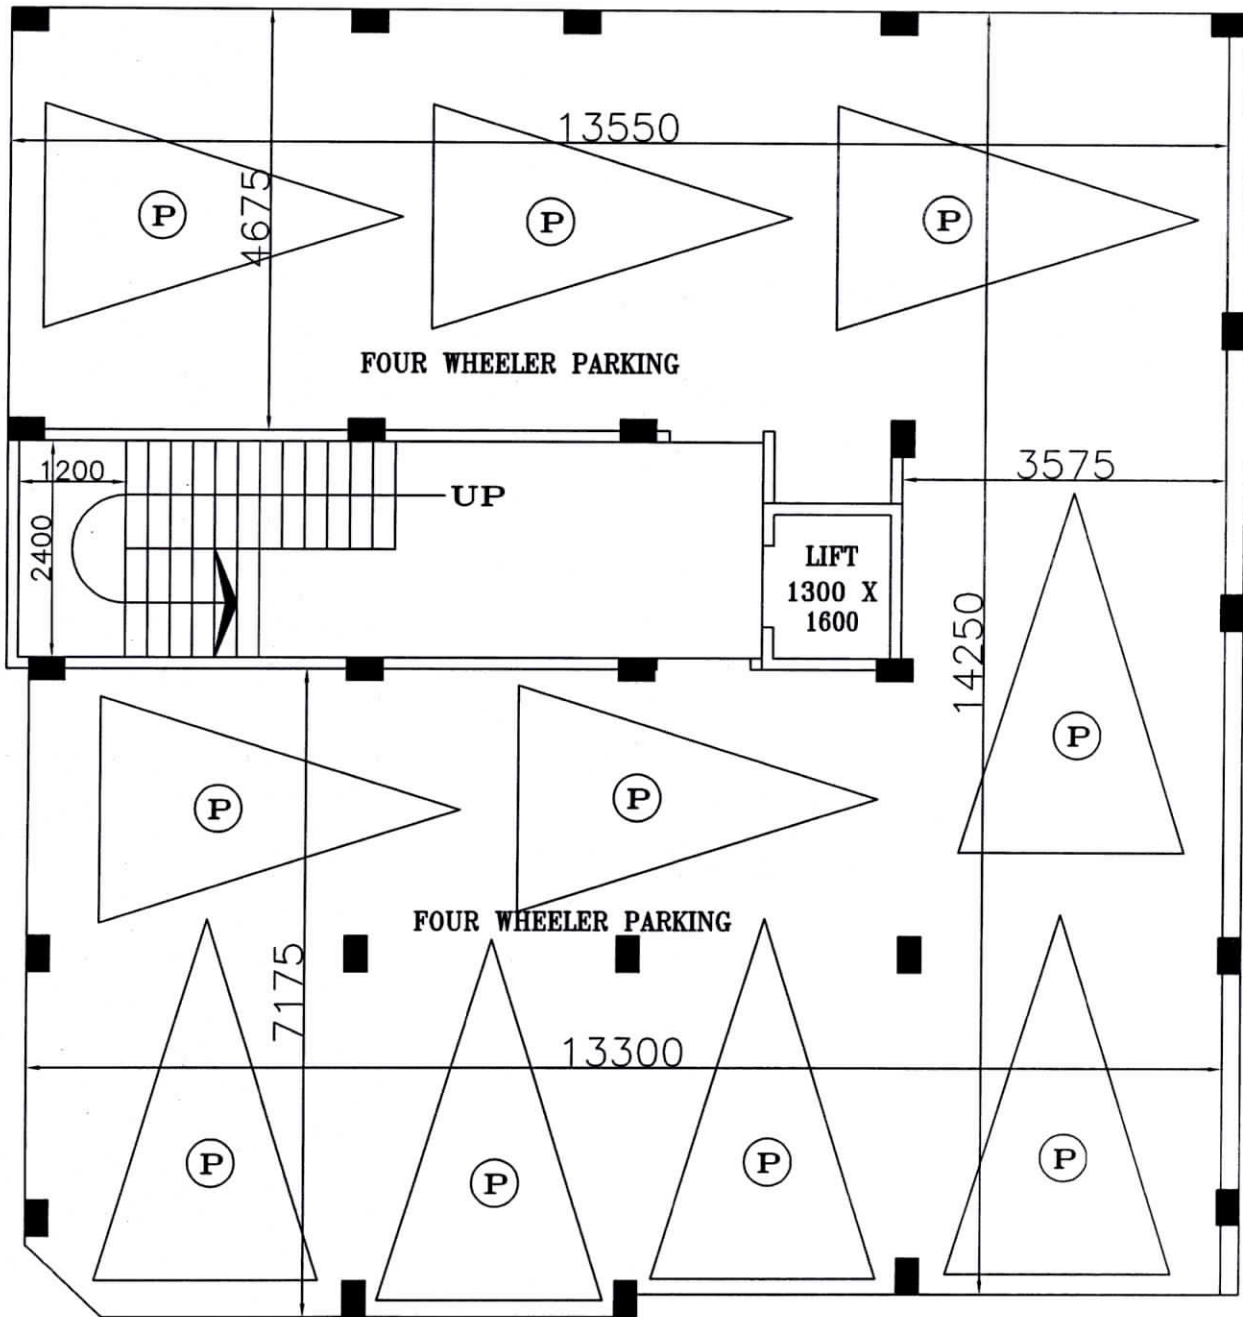 13550
4675
P
P
P
FOUR WHEELER PARKING
1200
UP
2400
3575
LIFT
1300 X
1600
14250
P
P
P
FOUR WHEELER PARKING
7175
13300
P
P
P
P